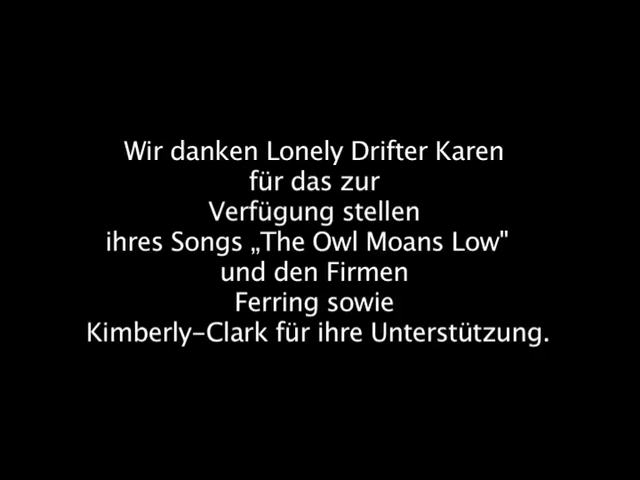 Wir danken Lonely Drifter Karen
für das zur
Verfügung stellen
ihres Songs „The Owl Moans Low"
und den Firmen
Ferring sowie
Kimberly-Clark für ihre Unterstützung.